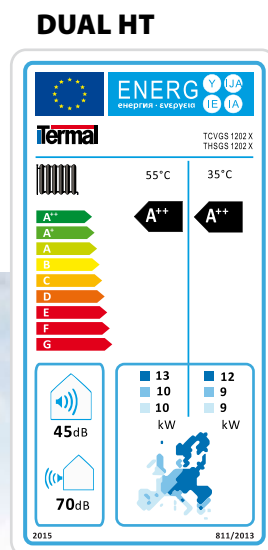 DUAL HT
ENERG Y IJA
енергия · ενεργεια IE IA
Termal
TCVGS 1202 X
THSGS 1202 X
55°C 35°C
A++ A++ A++
A+
A
B
C
D
E
F
G
13 12
10 9
10 9
kW kW
45dB
70dB
2015 811/2013